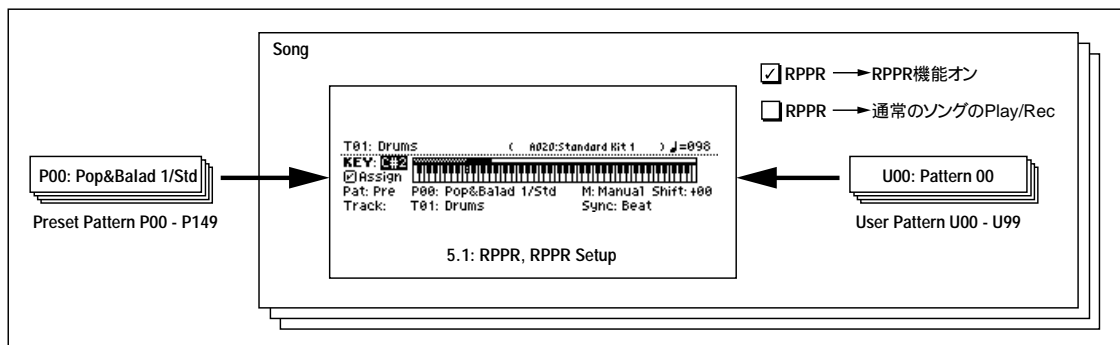 Song
RPPR RPPR機能オン
RPPR 通常のソングのPlay/Rec
T01: Drums ( A020:Standard Kit 1 ) ♩=098
KEY: C#2
Assign
Pat: Pre P00: Pop&Balad 1/Std M: Manual Shift:+00
Track: T01: Drums Sync: Beat
5.1: RPPR, RPPR Setup
P00: Pop&Balad 1/Std
Preset Pattern P00 - P149
U00: Pattern 00
User Pattern U00 - U99